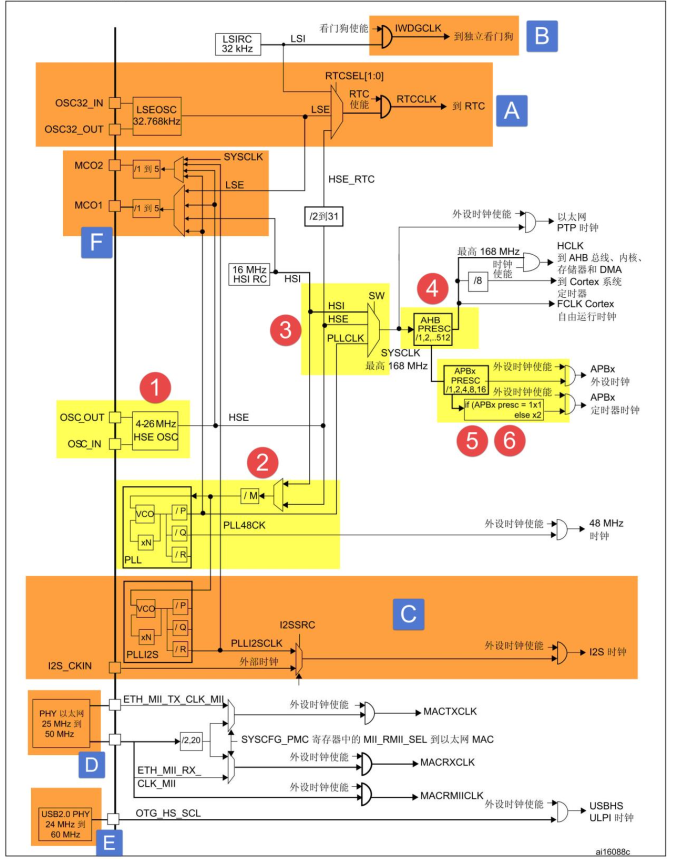 看门狗使能
IWDGCLK
到独立看门狗
B
LSIRC
32 kHz
LSI
RTCSEL[1:0]
OSC32_IN
OSC32_OUT
LSEOSC
32.768kHz
LSE
RTC
使能
RTCCLK
到 RTC
A
MCO2
/1 到 5
SYSCLK
LSE
MCO1
/1 到 5
F
HSE_RTC
/2到31
外设时钟使能
以太网
PTP 时钟
16 MHz
HSI RC
HSI
3
HSI
HSE
PLLCLK
SW
SYSCLK
最高 168 MHz
4
AHB
PRESC
/1,2,..512
最高 168 MHz
时钟
使能
HCLK
到 AHB 总线、内核、
存储器和 DMA
/8
到 Cortex 系统
定时器
FCLK Cortex
自由运行时钟
APBx
PRESC
/1,2,4,8,16
外设时钟使能
APBx
外设时钟
if (APBx presc = 1x1
else x2
外设时钟使能
APBx
定时器时钟
5
6
1
OSC_OUT
OSC_IN
4-26 MHz
HSE OSC
HSE
2
/ M
VCO
xN
/ P
/ Q
/ R
PLL
PLL48CK
外设时钟使能
48 MHz
时钟
C
VCO
xN
/ P
/ Q
/ R
PLLI2S
PLLI2SCLK
I2SSRC
I2S_CKIN
外部时钟
外设时钟使能
I2S 时钟
PHY 以太网
25 MHz 到
50 MHz
D
ETH_MII_TX_CLK_MII
外设时钟使能
MACTXCLK
/2,20
SYSCFG_PMC 寄存器中的 MII_RMII_SEL 到以太网 MAC
ETH_MII_RX_
CLK_MII
外设时钟使能
MACRXCLK
外设时钟使能
MACRMIICLK
USB2.0 PHY
24 MHz 到
60 MHz
E
OTG_HS_SCL
外设时钟使能
USBHS
ULPI 时钟
ai16088c